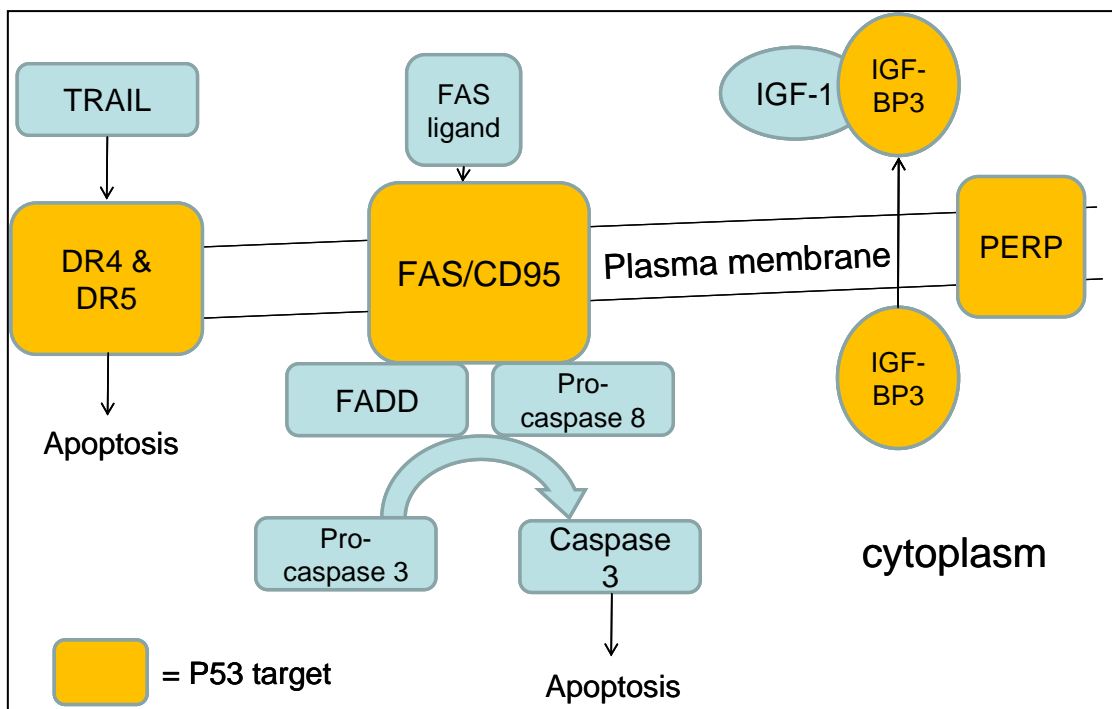 TRAIL
FAS
ligand
IGF-1
IGF-
BP3
DR4 &
DR5
FAS/CD95
Plasma membrane
PERP
IGF-
BP3
FADD
Pro-
caspase 8
Apoptosis
Pro-
caspase 3
Caspase
3
cytoplasm
= P53 target
Apoptosis